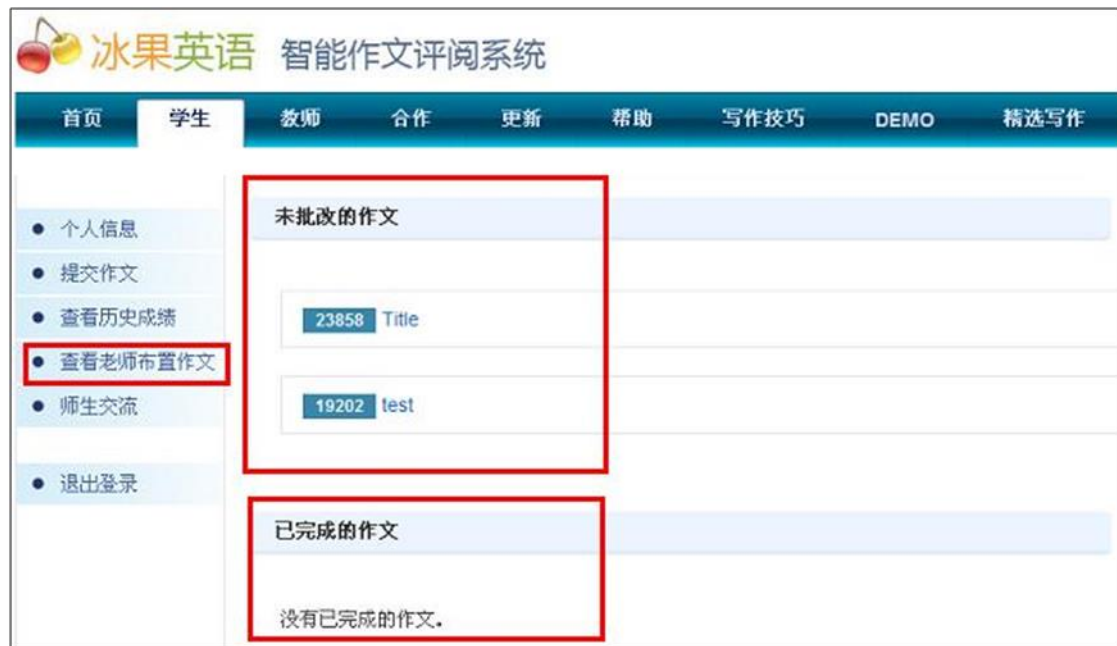 冰果英语 智能作文评阅系统
首页 学生 教师 合作 更新 帮助 写作技巧 DEMO 精选写作
个人信息
提交作文
查看历史成绩
查看老师布置作文
师生交流
退出登录
未批改的作文
23858 Title
19202 test
已完成的作文
没有已完成的作文。